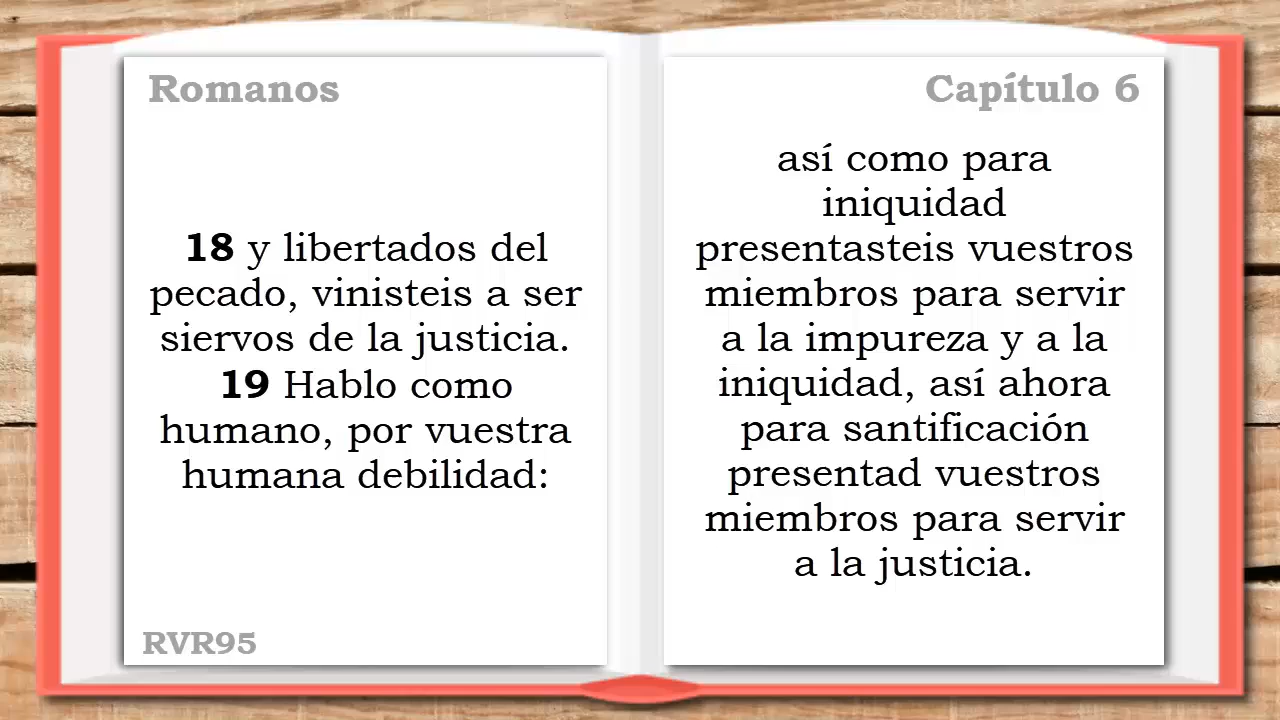 Romanos
18 y libertados del
pecado, vinisteis a ser
siervos de la justicia.
19 Hablo como
humano, por vuestra
humana debilidad:
RVR95
Capítulo 6
así como para
iniquidad
presentasteis vuestros
miembros para servir
a la impureza y a la
iniquidad, así ahora
para santificación
presentad vuestros
miembros para servir
a la justicia.